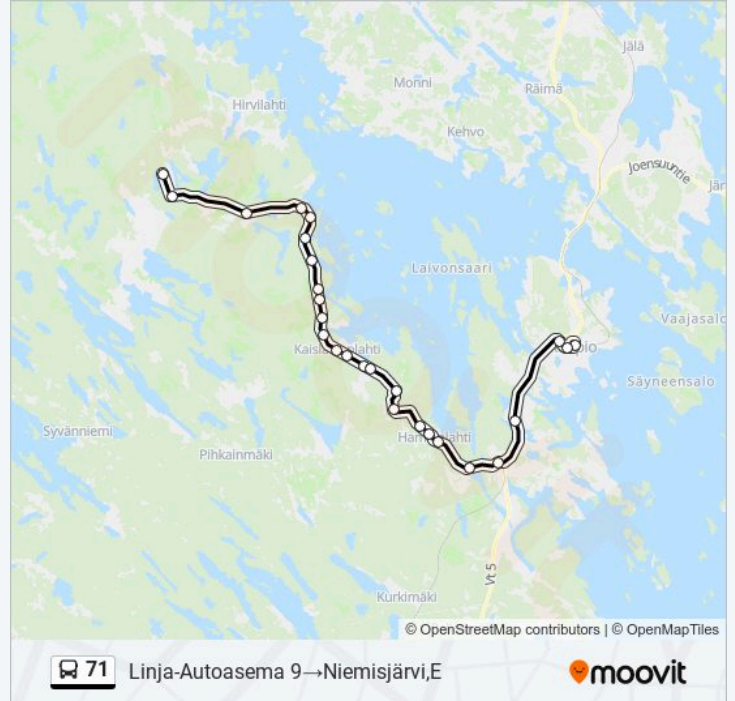 Jälä
Monni
Räimä
Hirvilahti
Kehvo
Joensuuntie
Laivonsaari
Säyneensalo
Syvänniemi
Pihkainmäki
Vt 5
Kurkimäki
© OpenStreetMap contributors | © OpenMapTiles
71 Linja-Autoasema 9→Niemisjärvi,E
moovit